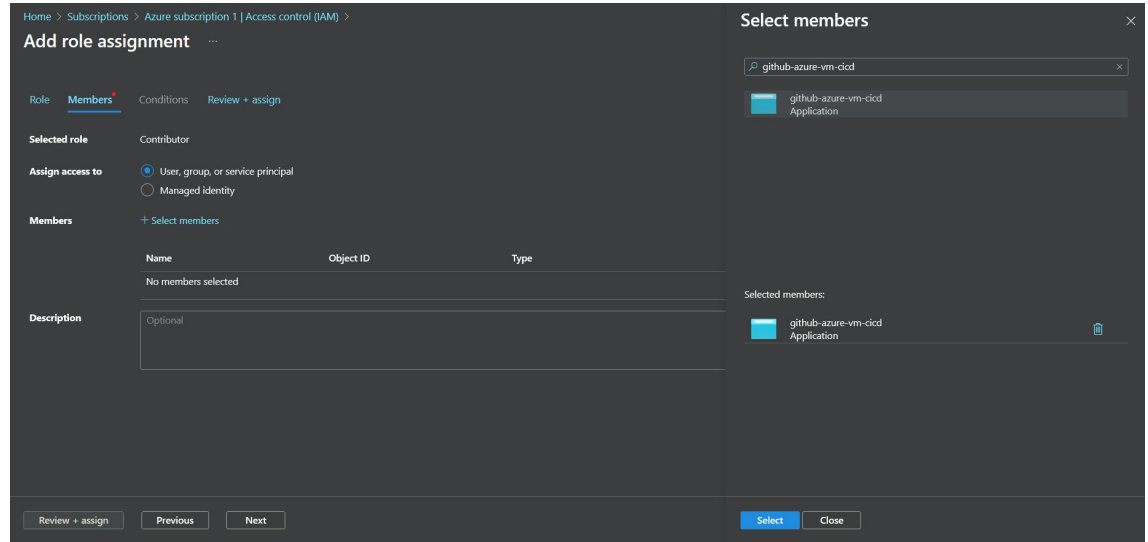 Home > Subscriptions > Azure subscription 1 | Access control (IAM) >
Add role assignment ...
Role Members Conditions Review + assign
Selected role Contributor
Assign access to User, group, or service principal
Managed identity
Members + Select members
Name Object ID Type
No members selected
Description Optional
Review + assign Previous Next
Select members
github-azure-vm-cicd
github-azure-vm-cicd
Application
Selected members:
github-azure-vm-cicd
Application
Select Close